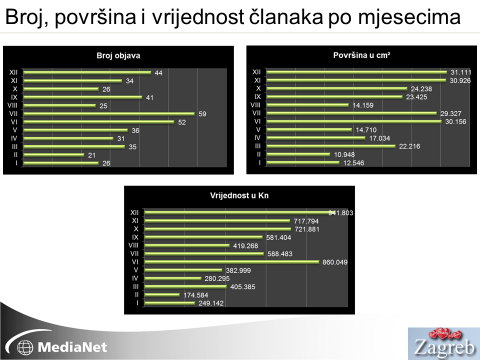 Broj, površina i vrijednost članaka po mjesecima
Broj objava
XII 44
XI 34
X 26
IX 41
VIII 25
VII 59
VI 52
V 36
IV 31
III 35
II 21
I 26
Površina u cm²
XII 31.111
XI 30.926
X 24.238
IX 23.425
VIII 14.159
VII 29.327
VI 30.156
V 14.710
IV 17.034
III 22.216
II 10.948
I 12.546
Vrijednost u Kn
XII 941.803
XI 717.794
X 721.881
IX 581.404
VIII 419.268
VII 588.483
VI 860.049
V 382.999
IV 280.295
III 405.385
II 174.584
I 249.142
MediaNet
Zagreb